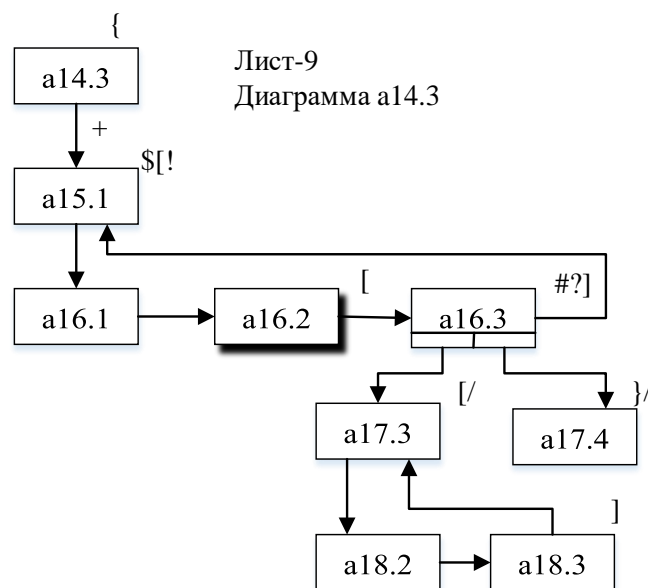 {
a14.3
Лист-9
Диаграмма a14.3
+
$[!
a15.1
a16.1
a16.2
[
a16.3
#?]
[/
}/
a17.3
a17.4
]
a18.2
a18.3